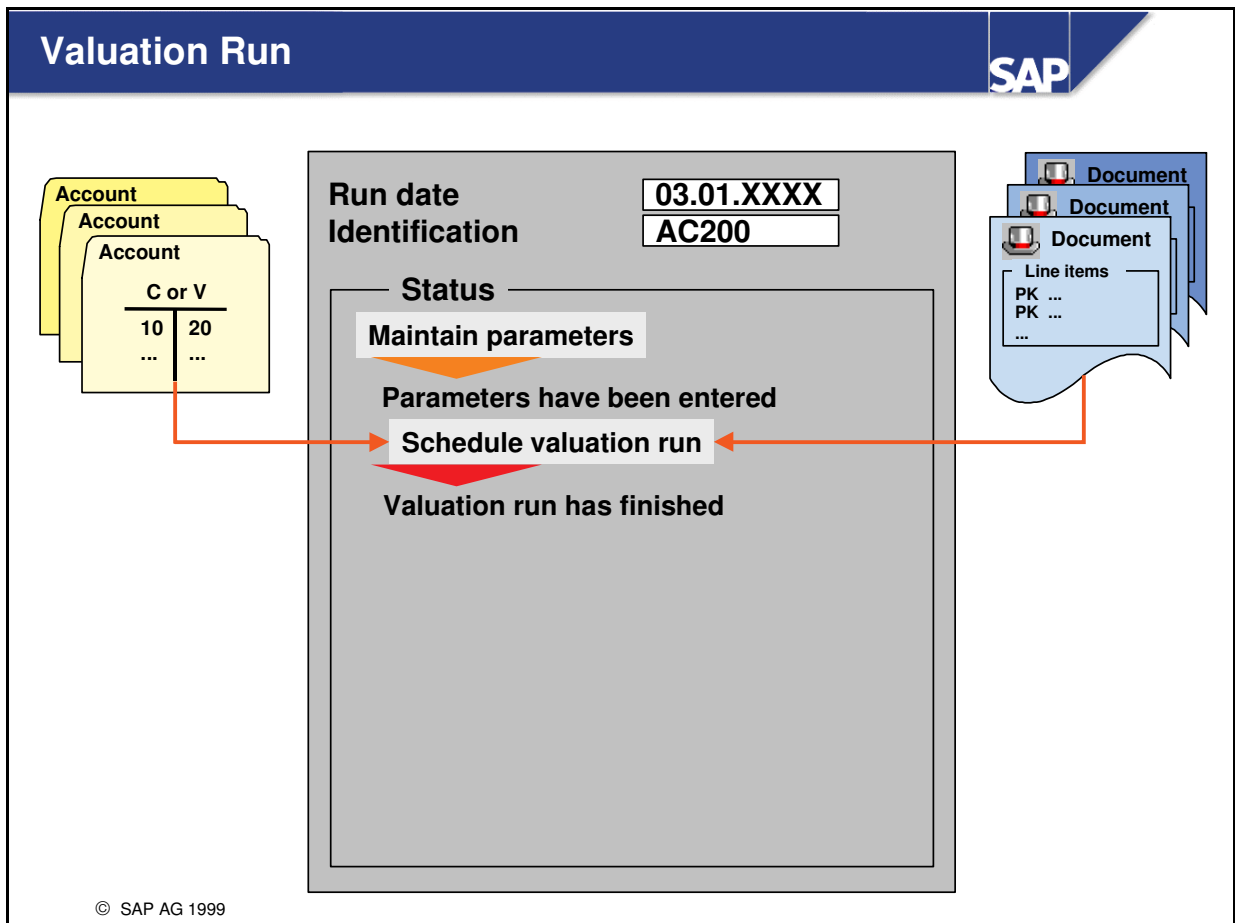 Valuation Run
SAP
Account
Account
Account
C or V
10 20
... ...
Run date 03.01.XXXX
Identification AC200
Status
Maintain parameters
Parameters have been entered
Schedule valuation run
Valuation run has finished
Document
Document
Document
Line items
PK ...
PK ...
...
© SAP AG 1999